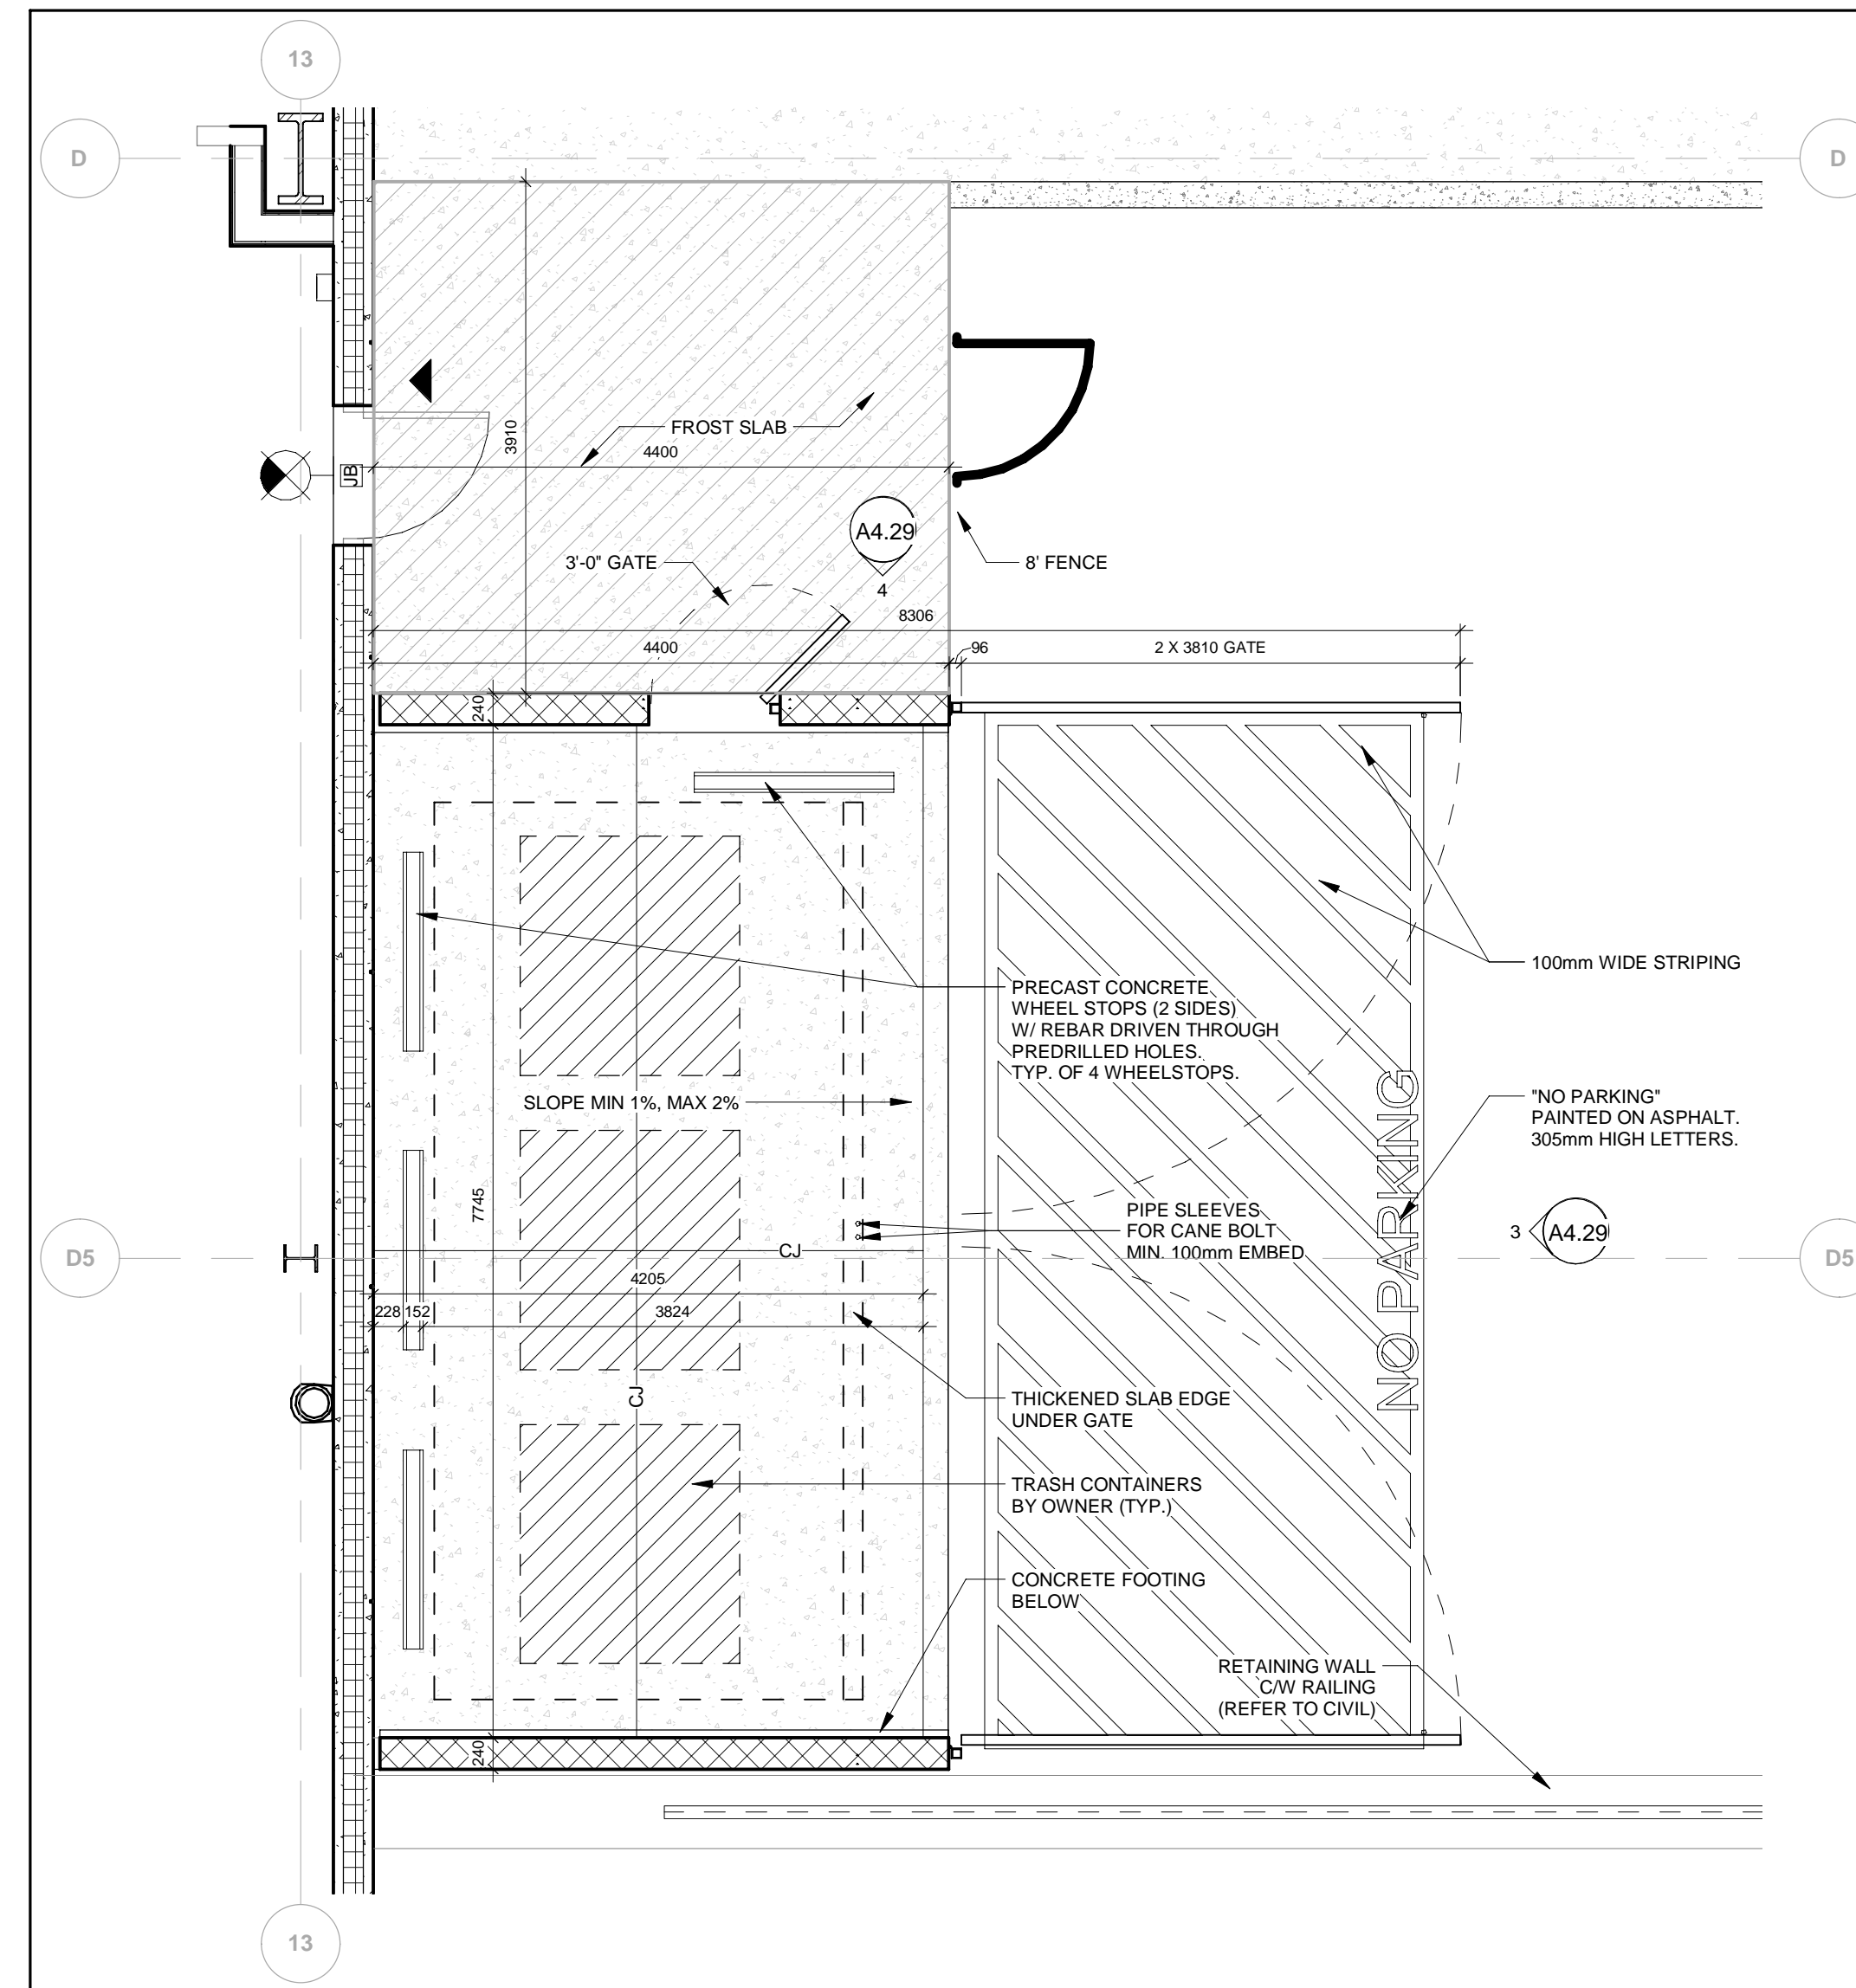 13
D
D
FROST SLAB
4400
3910
JB
A4.29
4
3'-0" GATE
8' FENCE
8306
4400
96
2 X 3810 GATE
240
100mm WIDE STRIPING
PRECAST CONCRETE
WHEEL STOPS (2 SIDES)
W/ REBAR DRIVEN THROUGH
PREDRILLED HOLES.
TYP. OF 4 WHEELSTOPS.
SLOPE MIN 1%, MAX 2%
"NO PARKING"
PAINTED ON ASPHALT.
305mm HIGH LETTERS.
NO PARKING
7745
PIPE SLEEVES
FOR CANE BOLT
MIN. 100mm EMBED
3
A4.29
D5
D5
CJ
4205
228
152
3824
CJ
THICKENED SLAB EDGE
UNDER GATE
TRASH CONTAINERS
BY OWNER (TYP.)
CONCRETE FOOTING
BELOW
RETAINING WALL
C/W RAILING
(REFER TO CIVIL)
240
13